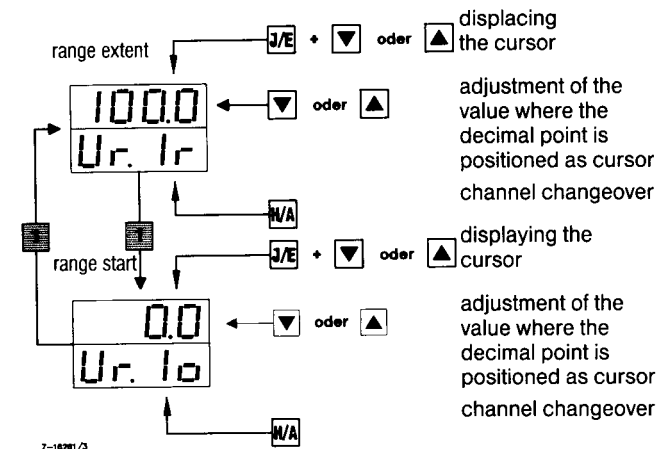 displacing
J/E + ▼ oder ▲ the cursor
range extent
100.0
▼ oder ▲
adjustment of the
value where the
decimal point is
positioned as cursor
Ur. Ir
channel changeover
H/A
displaying the
J/E + ▼ oder ▲ cursor
range start
0.0
▼ oder ▲
adjustment of the
value where the
decimal point is
positioned as cursor
Ur. Io
channel changeover
H/A